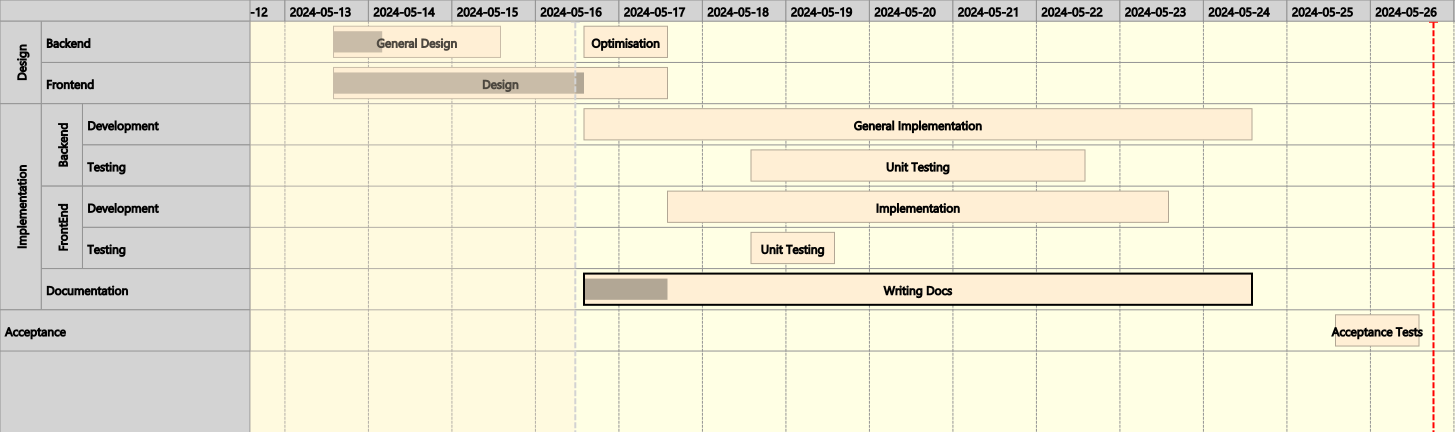 -12 2024-05-13 2024-05-14 2024-05-15 2024-05-16 2024-05-17 2024-05-18 2024-05-19 2024-05-20 2024-05-21 2024-05-22 2024-05-23 2024-05-24 2024-05-25 2024-05-26
Design
Backend General Design Optimisation
Frontend Design
Implementation
Backend
Development General Implementation
Testing Unit Testing
FrontEnd
Development Implementation
Testing Unit Testing
Documentation Writing Docs
Acceptance Acceptance Tests